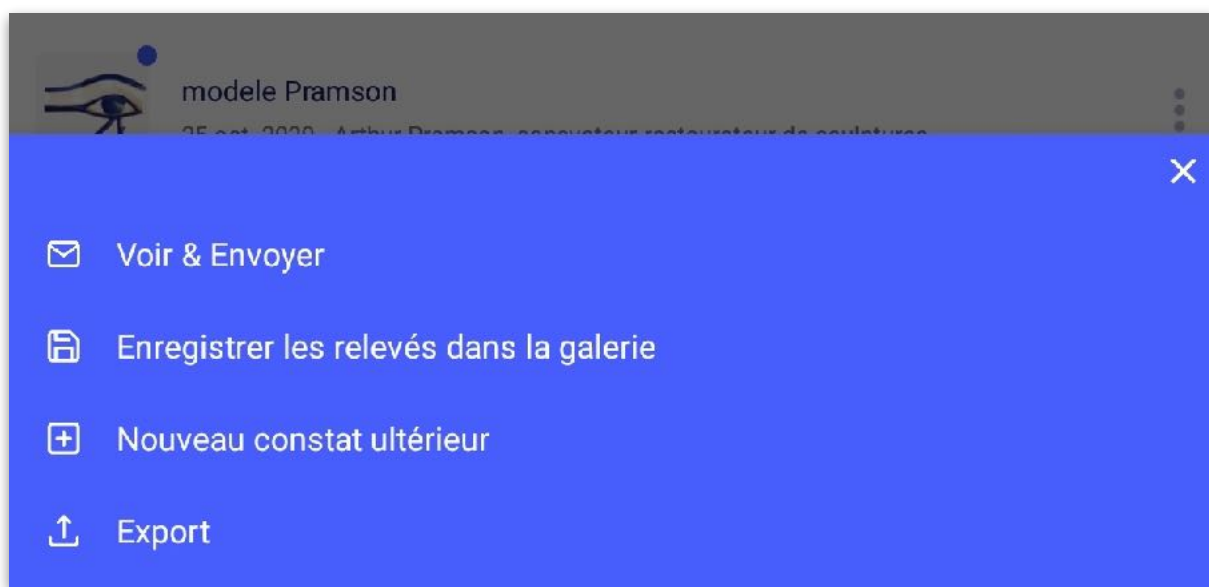 modele Pramson
Voir & Envoyer
Enregistrer les relevés dans la galerie
Nouveau constat ultérieur
Export